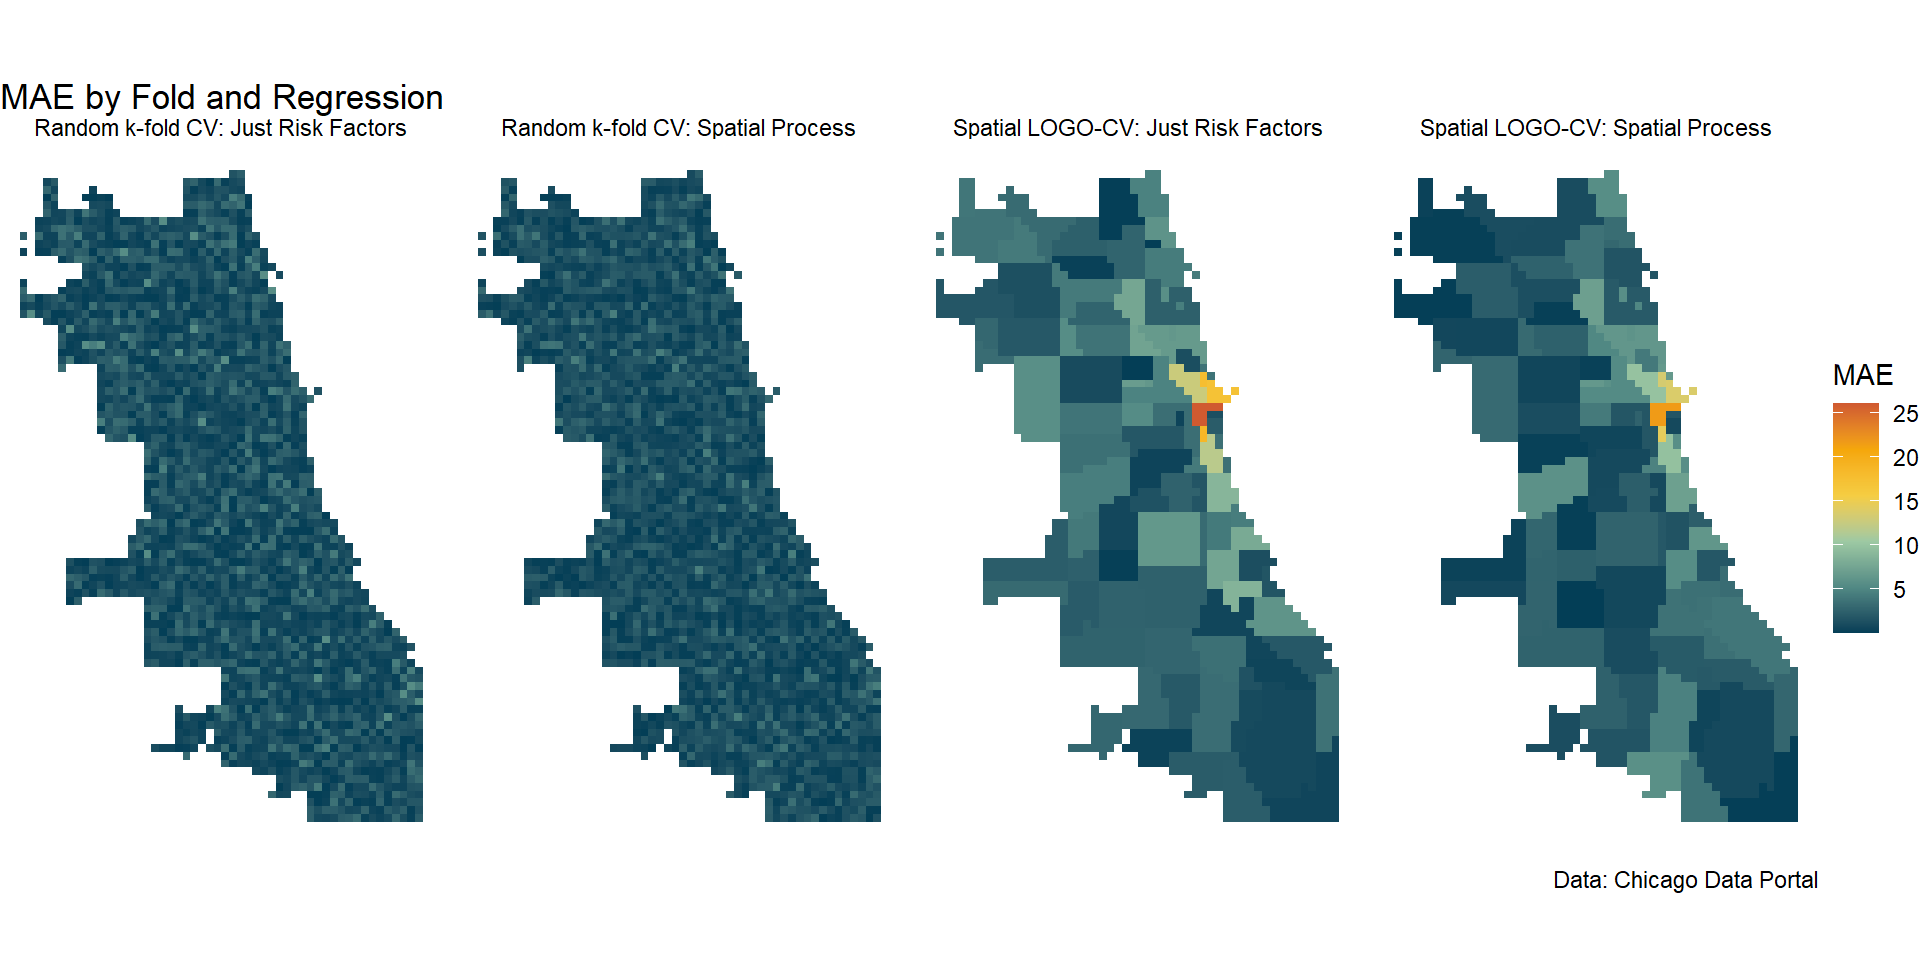 MAE by Fold and Regression
Random k-fold CV: Just Risk Factors
Random k-fold CV: Spatial Process
Spatial LOGO-CV: Just Risk Factors
Spatial LOGO-CV: Spatial Process
MAE
25
20
15
10
5
Data: Chicago Data Portal